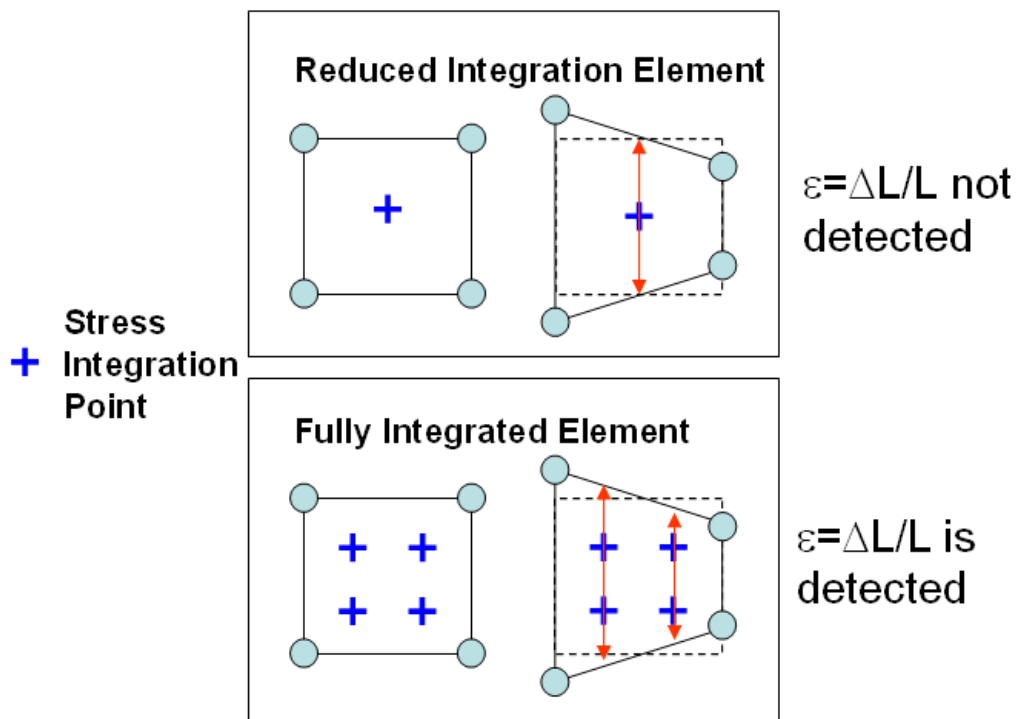 Reduced Integration Element
ε=ΔL/L not
detected
Stress
Integration
Point
Fully Integrated Element
ε=ΔL/L is
detected